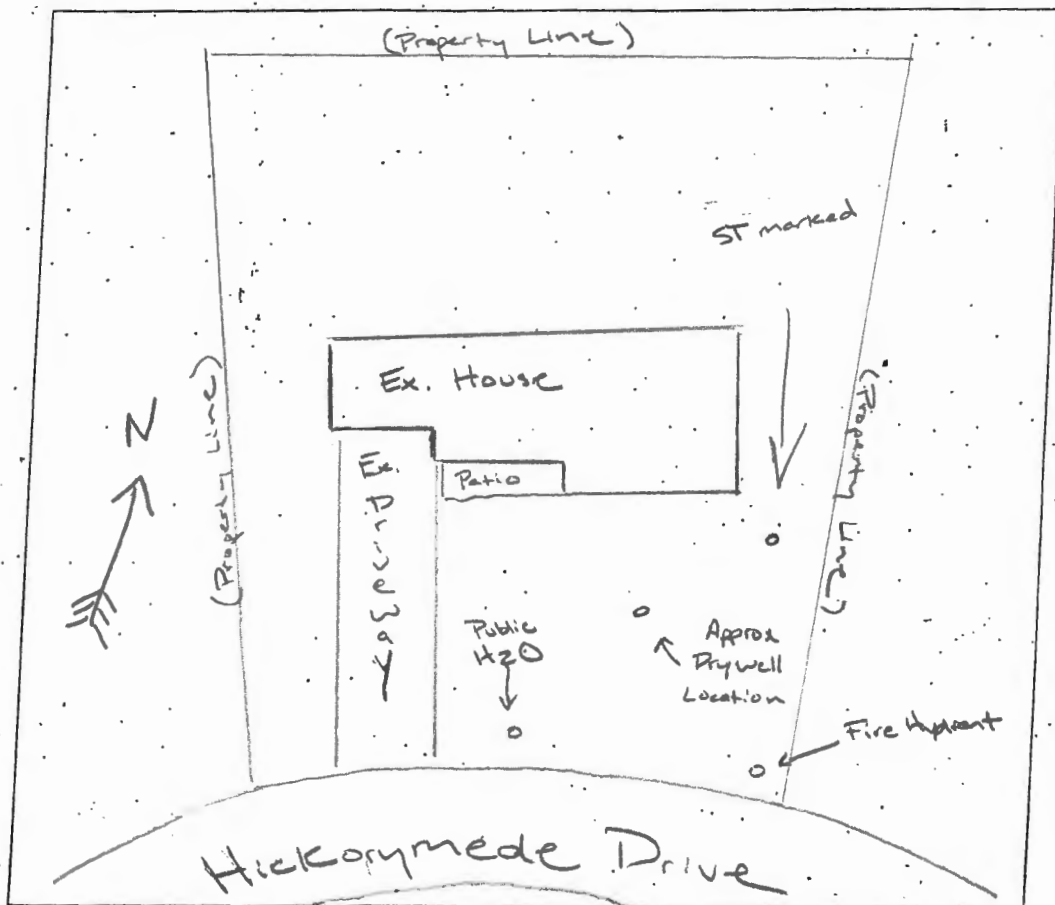 (Property Line)
ST marked
Ex. House
N
(Property Line)
(Property Line)
Ex.
Driveway
Patio
Public
H2O
Approx
Drywell
Location
Fire Hydrent
Hickorymede Drive